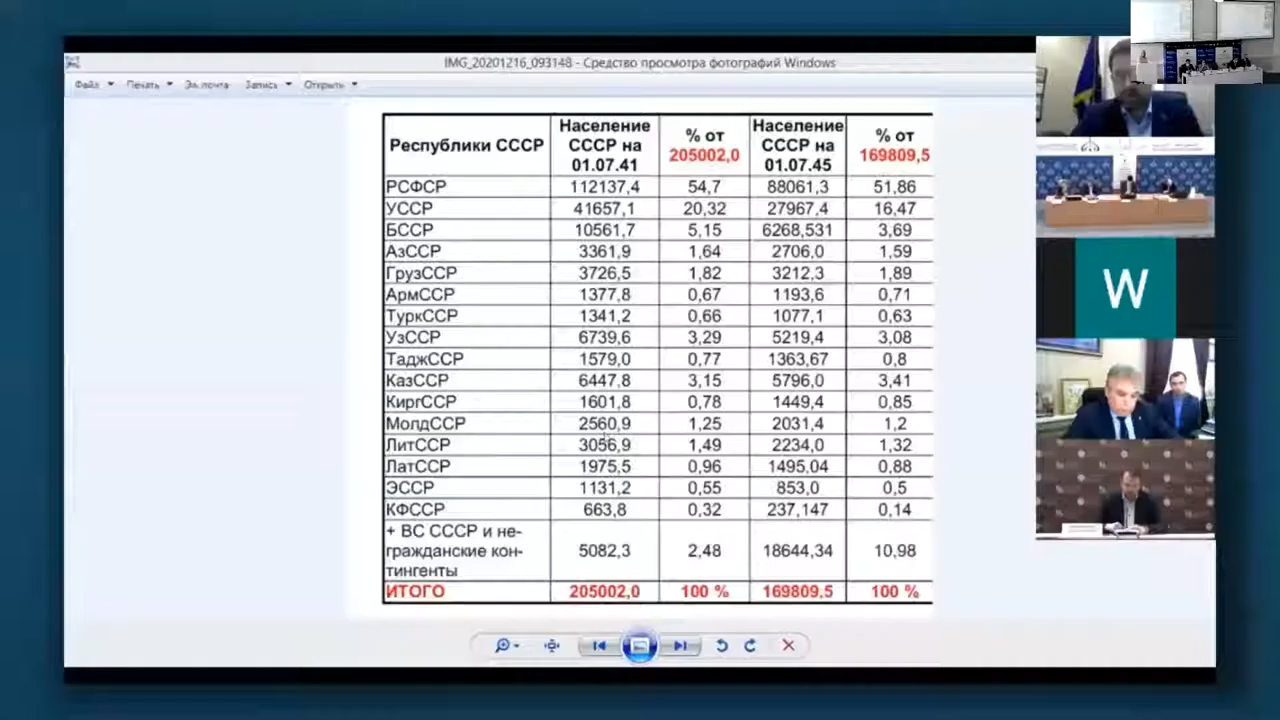 IMG_20201216_093148 - Средство просмотра фотографий Windows
Файл Печать Эл. почта Запись Открыть
Республики СССР Население СССР на 01.07.41 % от 205002,0 Население СССР на 01.07.45 % от 169809,5
РСФСР 112137,4 54,7 88061,3 51,86
УССР 41657,1 20,32 27967,4 16,47
БССР 10561,7 5,15 6268,531 3,69
АзССР 3361,9 1,64 2706,0 1,59
ГрузССР 3726,5 1,82 3212,3 1,89
АрмССР 1377,8 0,67 1193,6 0,71
ТуркССР 1341,2 0,66 1077,1 0,63
УзССР 6739,6 3,29 5219,4 3,08
ТаджССР 1579,0 0,77 1363,67 0,8
КазССР 6447,8 3,15 5796,0 3,41
КиргССР 1601,8 0,78 1449,4 0,85
МолдССР 2560,9 1,25 2031,4 1,2
ЛитССР 3056,9 1,49 2234,0 1,32
ЛатССР 1975,5 0,96 1495,04 0,88
ЭССР 1131,2 0,55 853,0 0,5
КФССР 663,8 0,32 237,147 0,14
+ ВС СССР и не-
гражданские кон- 5082,3 2,48 18644,34 10,98
тингенты
ИТОГО 205002,0 100 % 169809,5 100 %
W